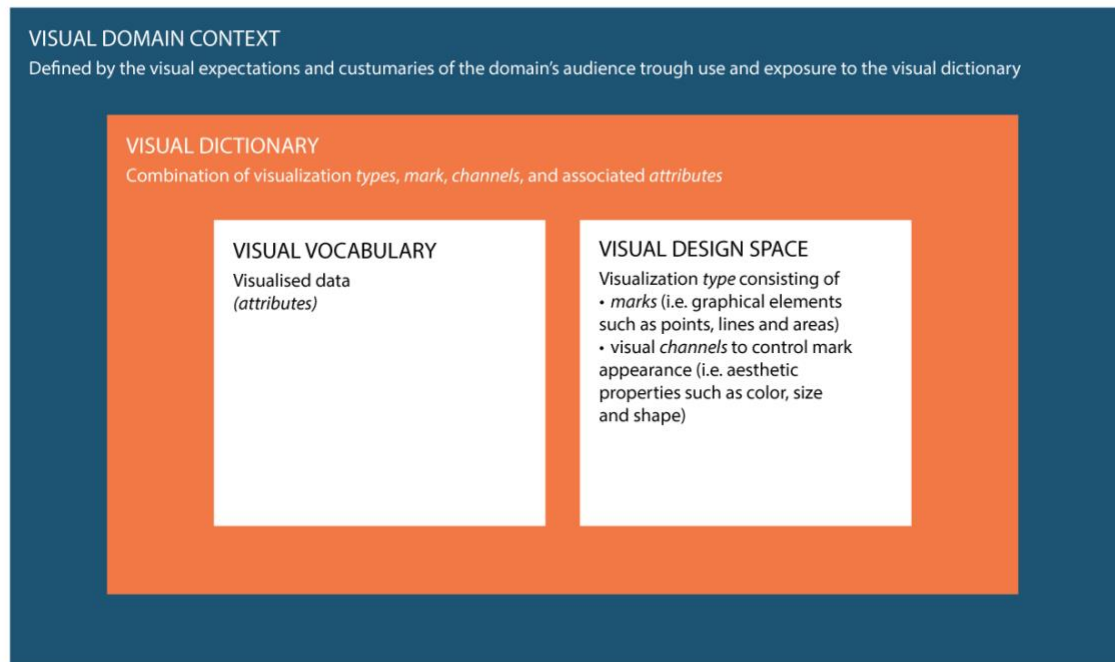 VISUAL DOMAIN CONTEXT
Defined by the visual expectations and custumaries of the domain's audience trough use and exposure to the visual dictionary
VISUAL DICTIONARY
Combination of visualization types, mark, channels, and associated attributes
VISUAL VOCABULARY
Visualised data
(attributes)
VISUAL DESIGN SPACE
Visualization type consisting of
• marks (i.e. graphical elements
such as points, lines and areas)
• visual channels to control mark
appearance (i.e. aesthetic
properties such as color, size
and shape)